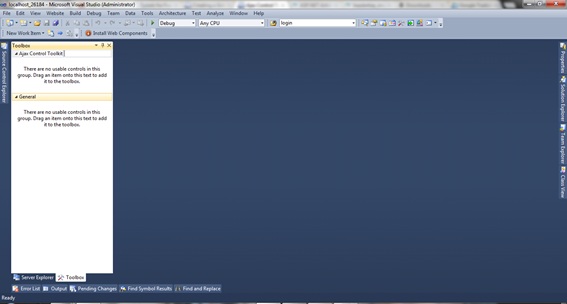 localhost_26184 - Microsoft Visual Studio (Administrator)
File Edit View Website Build Debug Team Data Tools Architecture Test Analyze Window Help
Debug Any CPU login
New Work Item Install Web Components
Toolbox
Ajax Control Toolkit
There are no usable controls in this
group. Drag an item onto this text to add
it to the toolbox.
General
There are no usable controls in this
group. Drag an item onto this text to add
it to the toolbox.
Source Control Explorer
Properties
Solution Explorer
Team Explorer
Class View
Server Explorer Toolbox
Error List Output Pending Changes Find Symbol Results Find and Replace
Ready